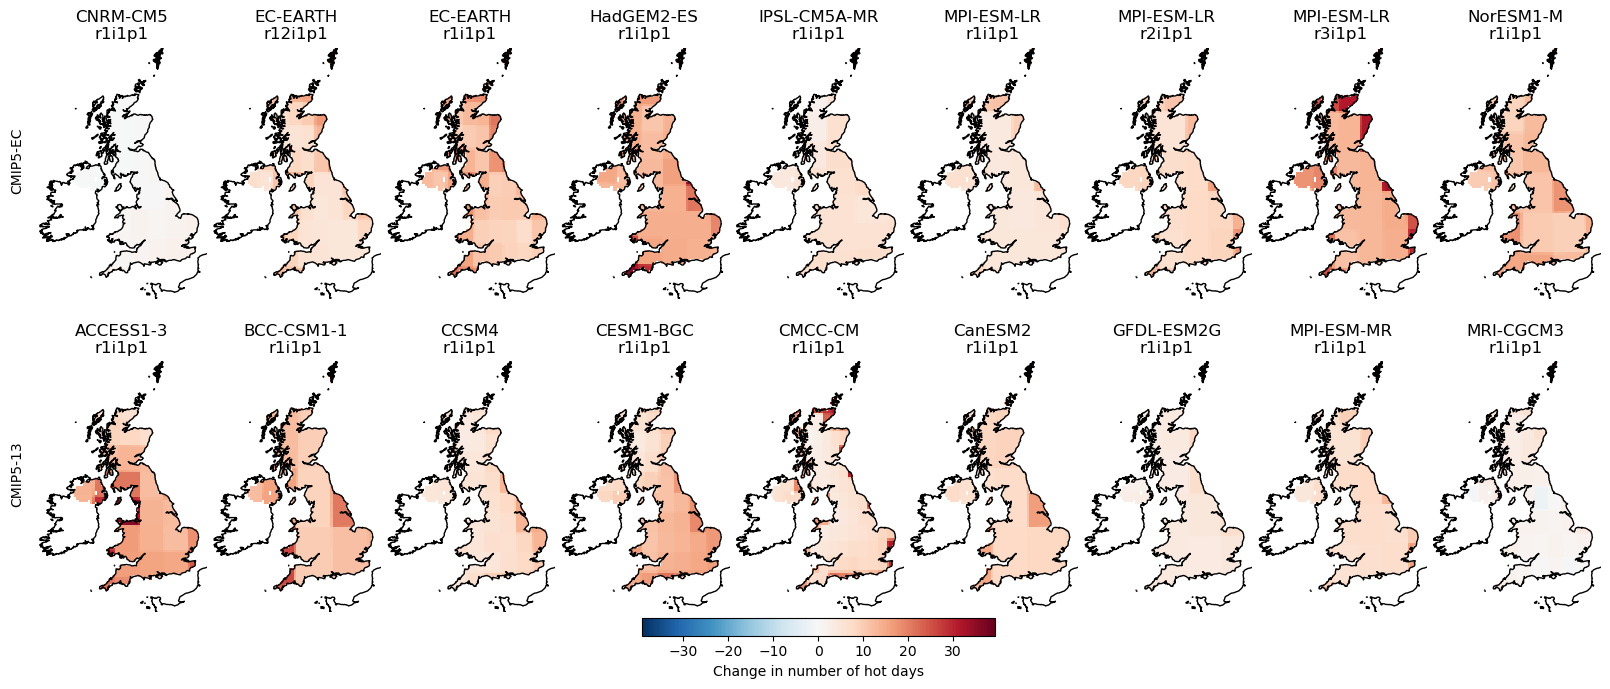 CNRM-CM5 EC-EARTH EC-EARTH HadGEM2-ES IPSL-CM5A-MR MPI-ESM-LR MPI-ESM-LR MPI-ESM-LR NorESM1-M
r1i1p1 r12i1p1 r1i1p1 r1i1p1 r1i1p1 r1i1p1 r2i1p1 r3i1p1 r1i1p1
CMIP5-EC
ACCESS1-3 BCC-CSM1-1 CCSM4 CESM1-BGC CMCC-CM CanESM2 GFDL-ESM2G MPI-ESM-MR MRI-CGCM3
r1i1p1 r1i1p1 r1i1p1 r1i1p1 r1i1p1 r1i1p1 r1i1p1 r1i1p1 r1i1p1
CMIP5-13
−30 −20 −10 0 10 20 30
Change in number of hot days